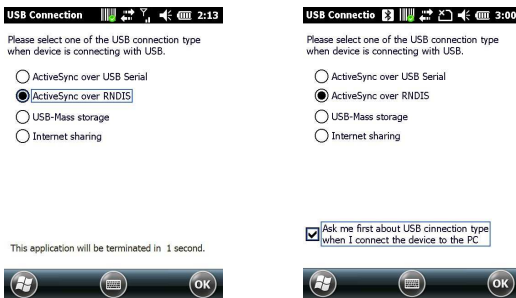 USB Connection 2:13
Please select one of the USB connection type
when device is connecting with USB.
ActiveSync over USB Serial
ActiveSync over RNDIS
USB-Mass storage
Internet sharing
This application will be terminated in 1 second.
OK
USB Connectio 3:00
Please select one of the USB connection type
when device is connecting with USB.
ActiveSync over USB Serial
ActiveSync over RNDIS
USB-Mass storage
Internet sharing
Ask me first about USB cinnection type
when I connect the device to the PC
OK